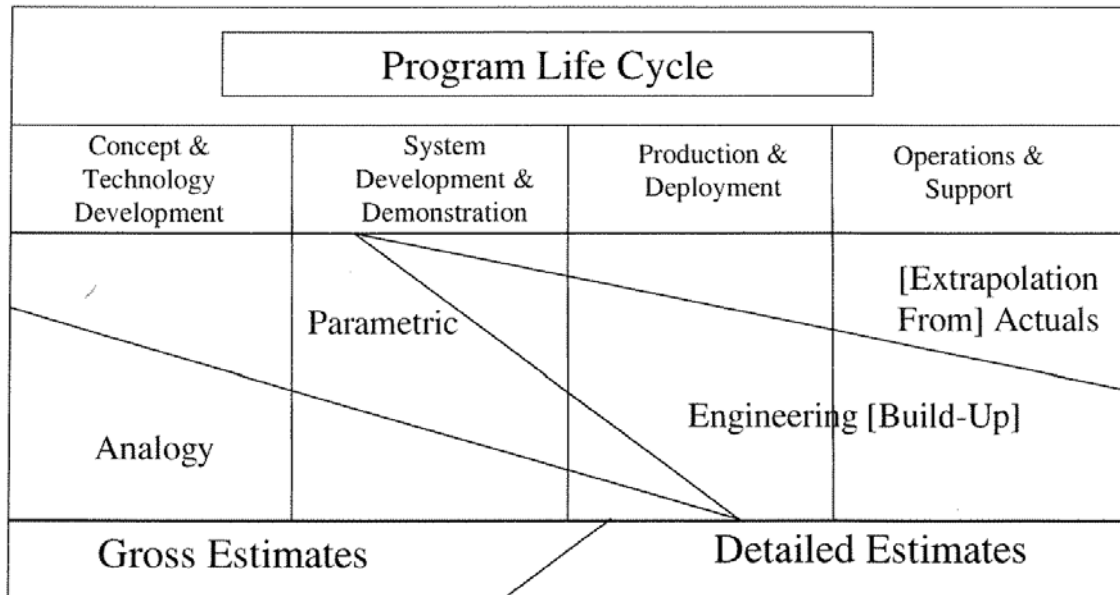 Program Life Cycle
Concept &
Technology
Development
System
Development &
Demonstration
Production &
Deployment
Operations &
Support
[Extrapolation
From] Actuals
Parametric
Engineering [Build-Up]
Analogy
Gross Estimates
Detailed Estimates